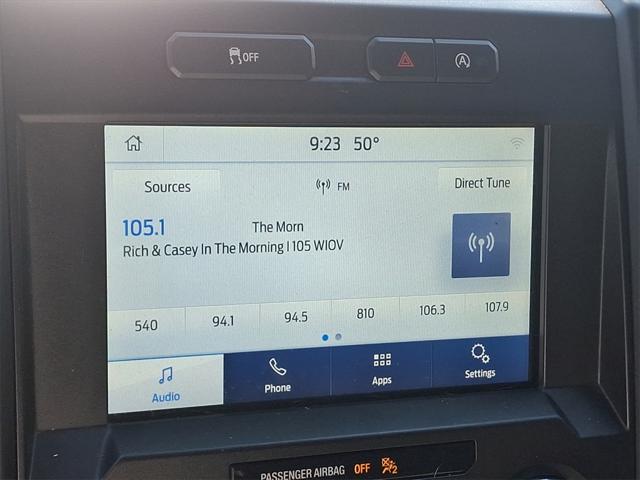 OFF
9:23 50°
Sources FM Direct Tune
105.1 The Morn
Rich & Casey In The Morning | 105 WIOV
540 94.1 94.5 810 106.3 107.9
Audio Phone Apps Settings
PASSENGER AIRBAG OFF 2